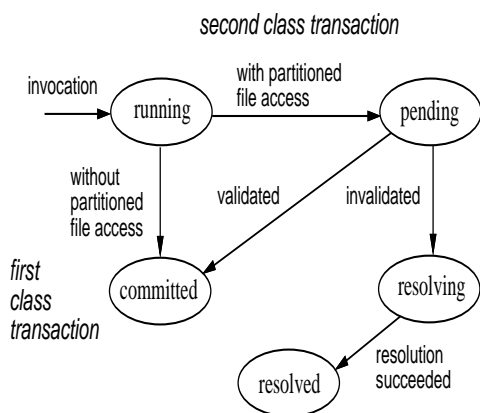 second class transaction
invocation
running
with partitioned
file access
pending
without
partitioned
file access
validated
invalidated
first
class
transaction
committed
resolving
resolution
succeeded
resolved